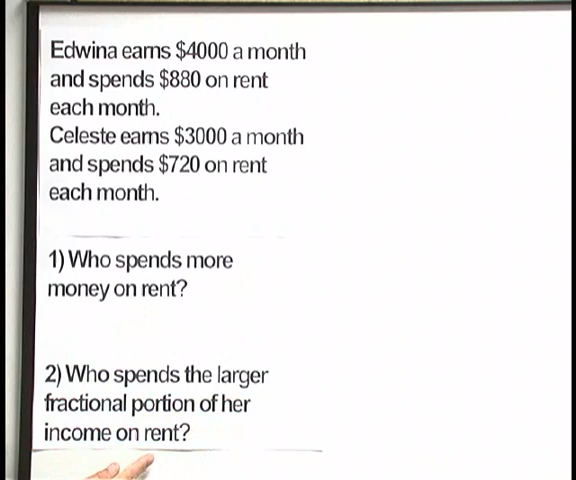 Edwina earns $4000 a month
and spends $880 on rent
each month.
Celeste earns $3000 a month
and spends $720 on rent
each month.
1) Who spends more
money on rent?
2) Who spends the larger
fractional portion of her
income on rent?